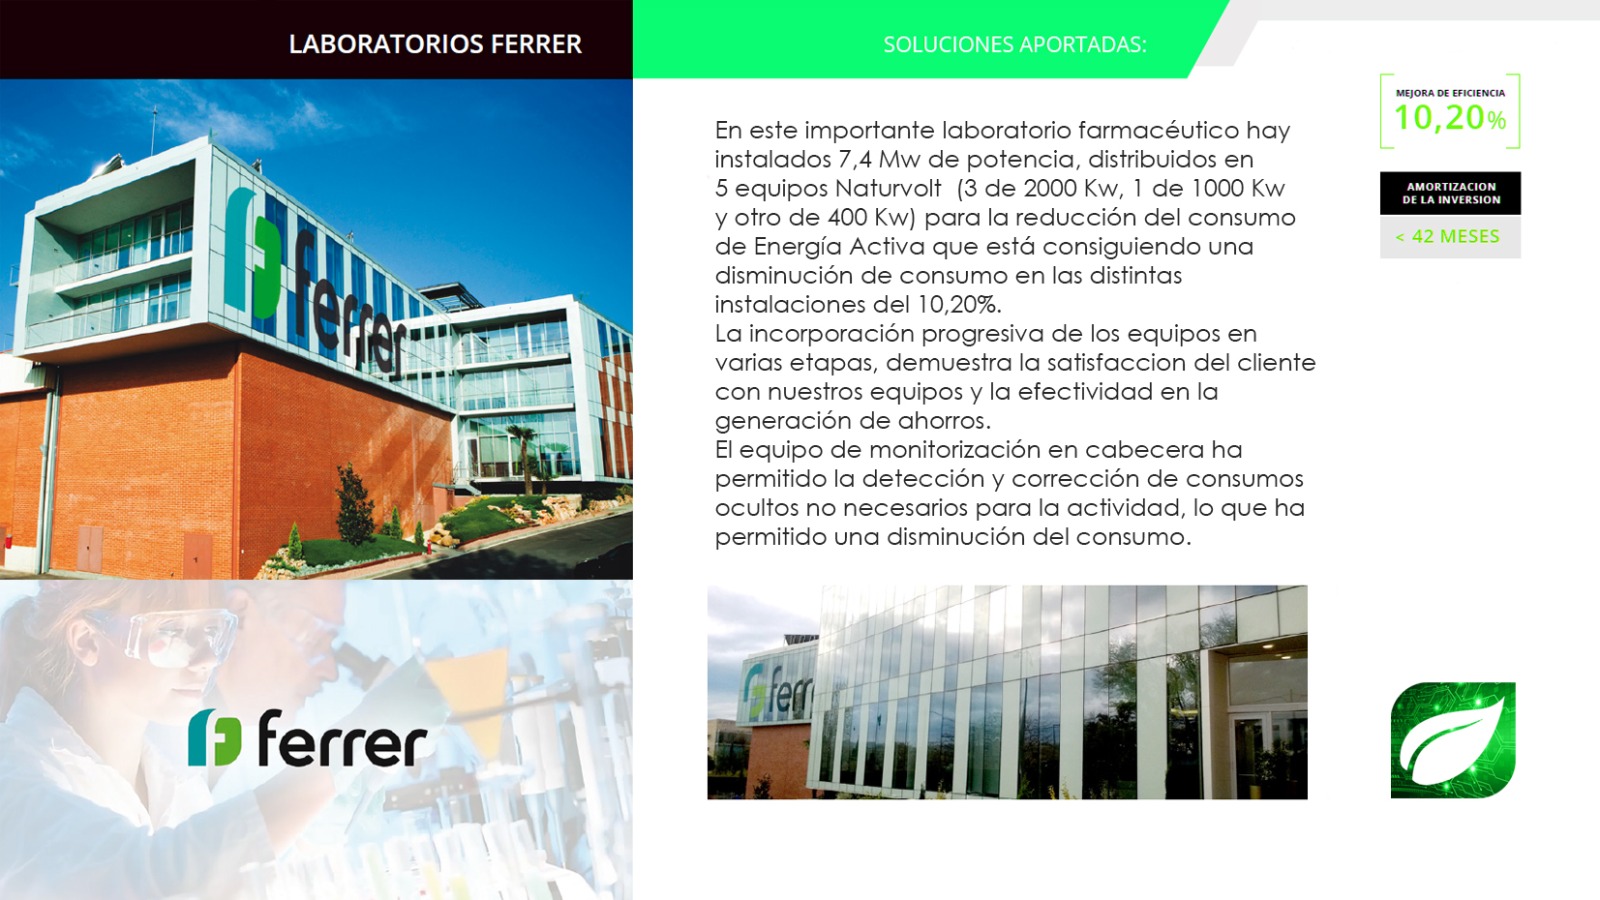 LABORATORIOS FERRER
SOLUCIONES APORTADAS:
MEJORA DE EFICIENCIA
10,20%
AMORTIZACION
DE LA INVERSION
< 42 MESES
En este importante laboratorio farmacéutico hay
instalados 7,4 Mw de potencia, distribuidos en
5 equipos Naturvolt  (3 de 2000 Kw, 1 de 1000 Kw
y otro de 400 Kw) para la reducción del consumo
de Energía Activa que está consiguiendo una
disminución de consumo en las distintas
instalaciones del 10,20%.
La incorporación progresiva de los equipos en
varias etapas, demuestra la satisfaccion del cliente
con nuestros equipos y la efectividad en la
generación de ahorros.
El equipo de monitorización en cabecera ha
permitido la detección y corrección de consumos
ocultos no necesarios para la actividad, lo que ha
permitido una disminución del consumo.
ferrer
ferrer
ferr